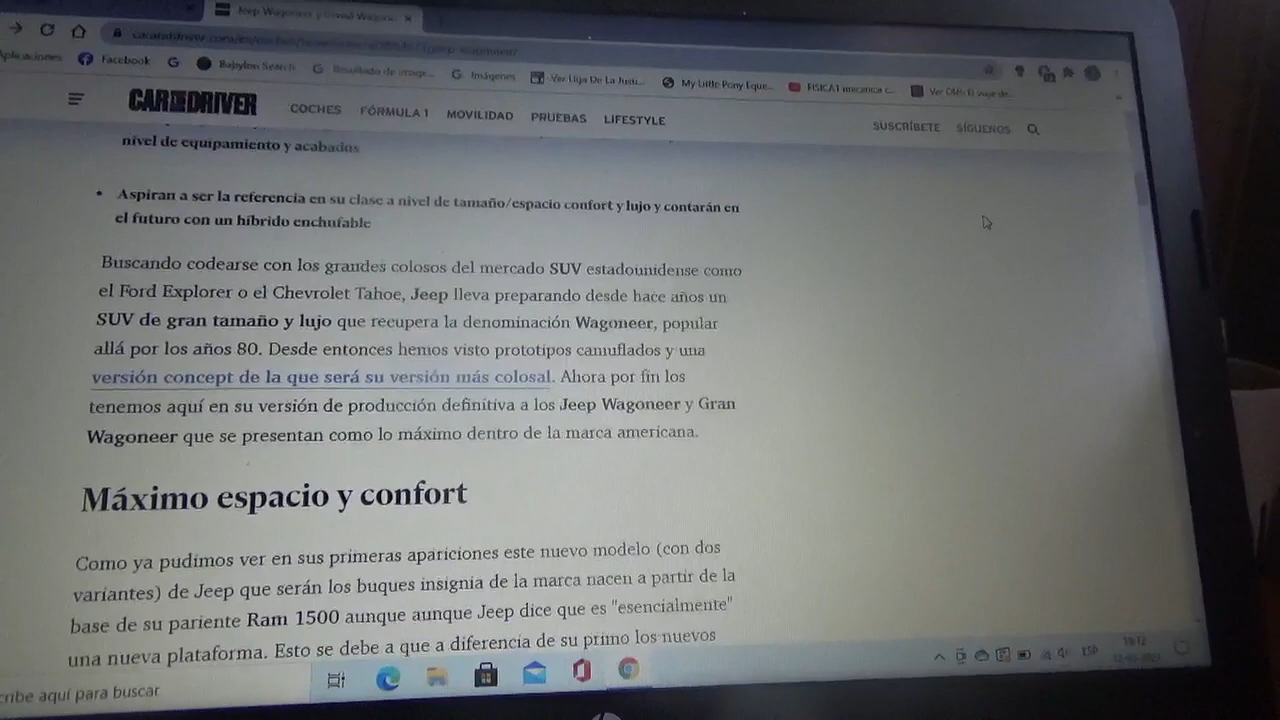 Jeep Wagoneer y
Aplicaciones Facebook Babylon Search Resultado de image... Imágenes Ver Liga De La Justi... My Little Pony Eque... FISICA1 mecanica c...
CAR AND DRIVER COCHES FÓRMULA 1 MOVILIDAD PRUEBAS LIFESTYLE SUSCRÍBETE SÍGUENOS
nivel de equipamiento y acabados
• Aspiran a ser la referencia en su clase a nivel de tamaño/espacio confort y lujo y contarán en
el futuro con un híbrido enchufable
Buscando codearse con los grandes colosos del mercado SUV estadounidense como
el Ford Explorer o el Chevrolet Tahoe, Jeep lleva preparando desde hace años un
SUV de gran tamaño y lujo que recupera la denominación Wagoneer, popular
allá por los años 80. Desde entonces hemos visto prototipos camuflados y una
versión concept de la que será su versión más colosal. Ahora por fin los
tenemos aquí en su versión de producción definitiva a los Jeep Wagoneer y Gran
Wagoneer que se presentan como lo máximo dentro de la marca americana.
Máximo espacio y confort
Como ya pudimos ver en sus primeras apariciones este nuevo modelo (con dos
variantes) de Jeep que serán los buques insignia de la marca nacen a partir de la
base de su pariente Ram 1500 aunque aunque Jeep dice que es "esencialmente"
una nueva plataforma. Esto se debe a que a diferencia de su primo los nuevos
cribe aquí para buscar
ESP